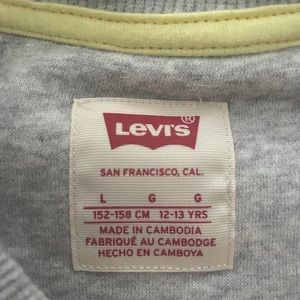 LEVI'S®
SAN FRANCISCO, CAL.
L G G
152-158 CM 12-13 YRS
MADE IN CAMBODIA
FABRIQUÉ AU CAMBODGE
HECHO EN CAMBOYA